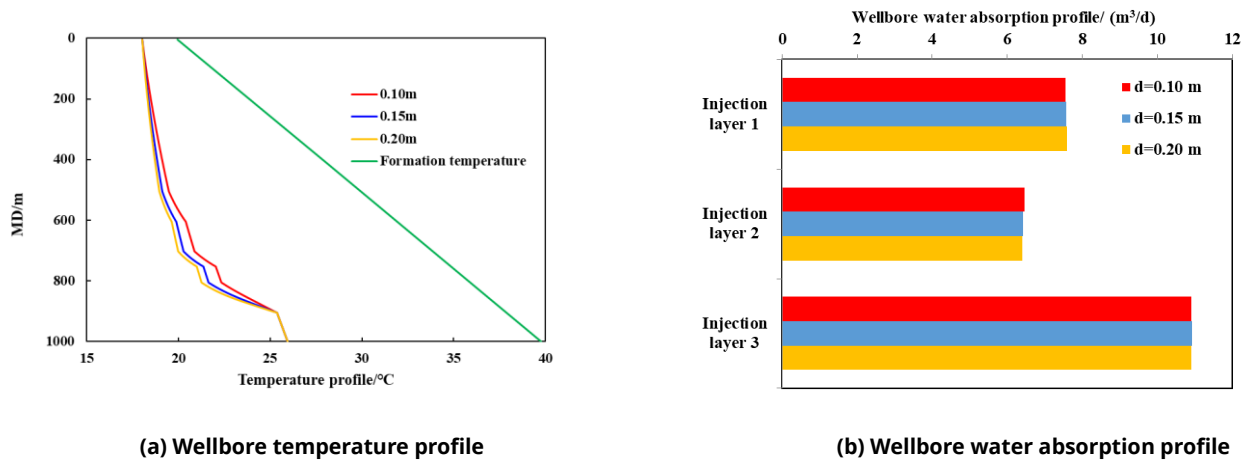 0
200
400
600
800
1000
MD/m
15
20
25
30
35
40
Temperature profile/°C
0.10m
0.15m
0.20m
Formation temperature
(a) Wellbore temperature profile
Wellbore water absorption profile/ (m³/d)
0
2
4
6
8
10
12
Injection
layer 1
Injection
layer 2
Injection
layer 3
d=0.10 m
d=0.15 m
d=0.20 m
(b) Wellbore water absorption profile